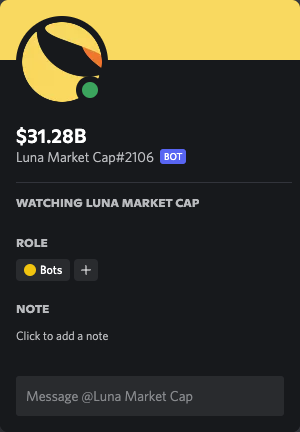 $31.28B
Luna Market Cap#2106 BOT
WATCHING LUNA MARKET CAP
ROLE
Bots +
NOTE
Click to add a note
Message @Luna Market Cap